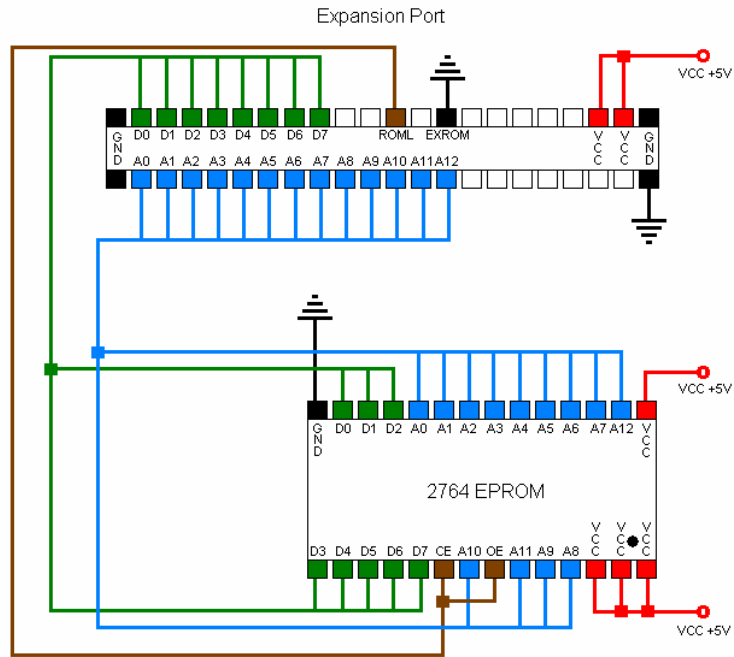 Expansion Port
VCC +5V
D0 D1 D2 D3 D4 D5 D6 D7 ROML EXROM
GND VCC VCC GND
A0 A1 A2 A3 A4 A5 A6 A7 A8 A9 A10 A11 A12
VCC +5V
GND D0 D1 D2 A0 A1 A2 A3 A4 A5 A6 A7 A12 VCC
2764 EPROM
VCC VCC VCC
D3 D4 D5 D6 D7 CE A10 OE A11 A9 A8
VCC +5V